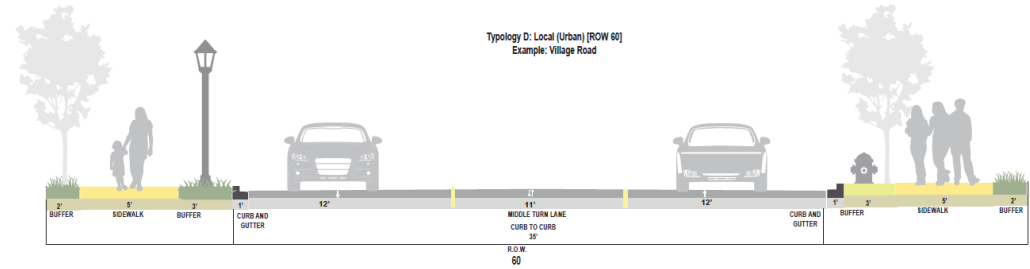 Typology D: Local (Urban) [ROW 60]
Example: Village Road
2' 5' 3' 1' 12' 11' 12' 1' 3' 5' 2'
BUFFER SIDEWALK BUFFER CURB AND GUTTER MIDDLE TURN LANE CURB AND GUTTER BUFFER SIDEWALK BUFFER
CURB TO CURB
35'
R.O.W.
60